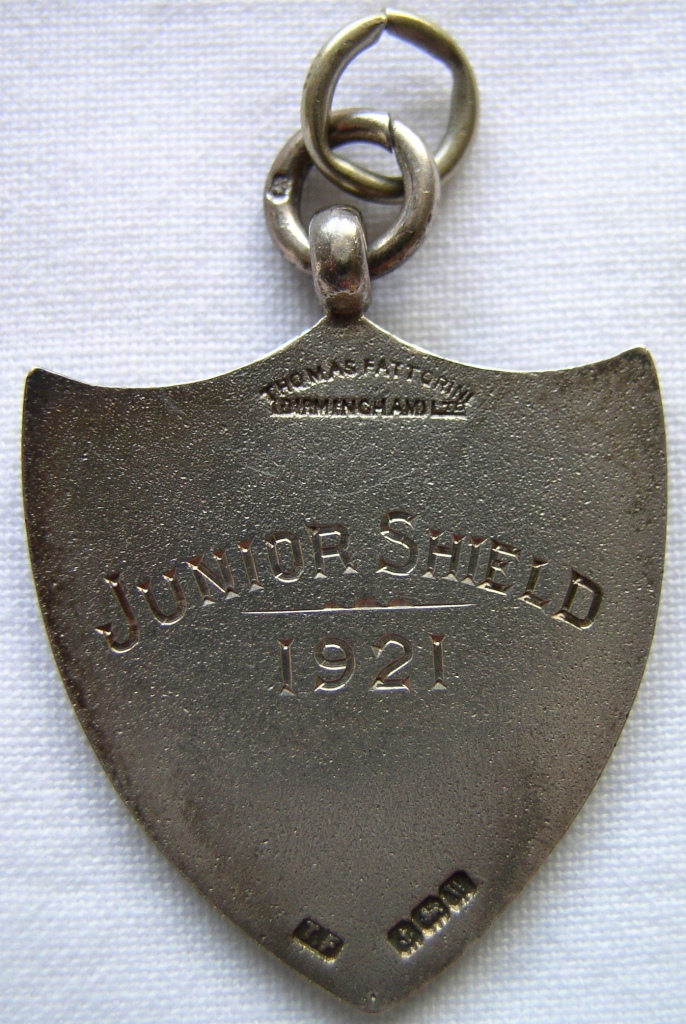 THOMAS FATTORINI
(BIRMINGHAM) LTD
JUNIOR SHIELD
1921
T.F